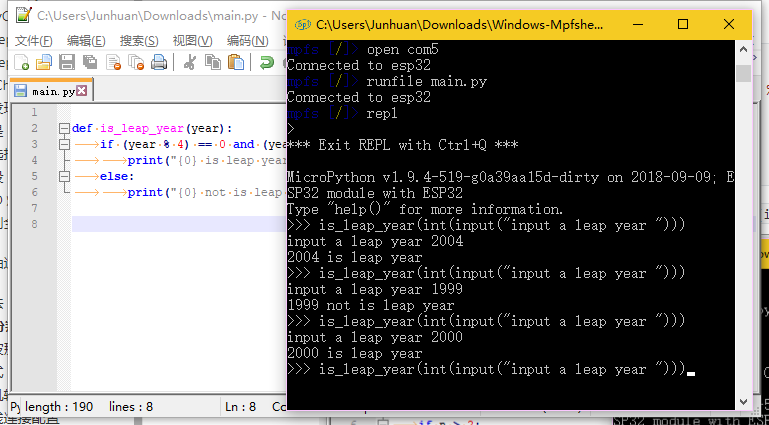 C:\Users\Junhuan\Downloads\main.py - No
文件(F) 编辑(E) 搜索(S) 视图(V) 编码(N)
main.py
1
2 def is_leap_year(year):
3 if (year % 4) == 0 and (yea
4 print("{0} is leap yea
5 else:
6 print("{0} not is leap
7
8
Py length : 190 lines : 8 Ln : 8 Co
C:\Users\Junhuan\Downloads\Windows-Mpfshe...
mpfs [/]> open com5
Connected to esp32
mpfs [/]> runfile main.py
Connected to esp32
mpfs [/]> repl
>
*** Exit REPL with Ctrl+Q ***
MicroPython v1.9.4-519-g0a39aa15d-dirty on 2018-09-09; E
SP32 module with ESP32
Type "help()" for more information.
>>> is_leap_year(int(input("input a leap year ")))
input a leap year 2004
2004 is leap year
>>> is_leap_year(int(input("input a leap year ")))
input a leap year 1999
1999 not is leap year
>>> is_leap_year(int(input("input a leap year ")))
input a leap year 2000
2000 is leap year
>>> is_leap_year(int(input("input a leap year ")))
if n > 2:
SP32 module with ESP